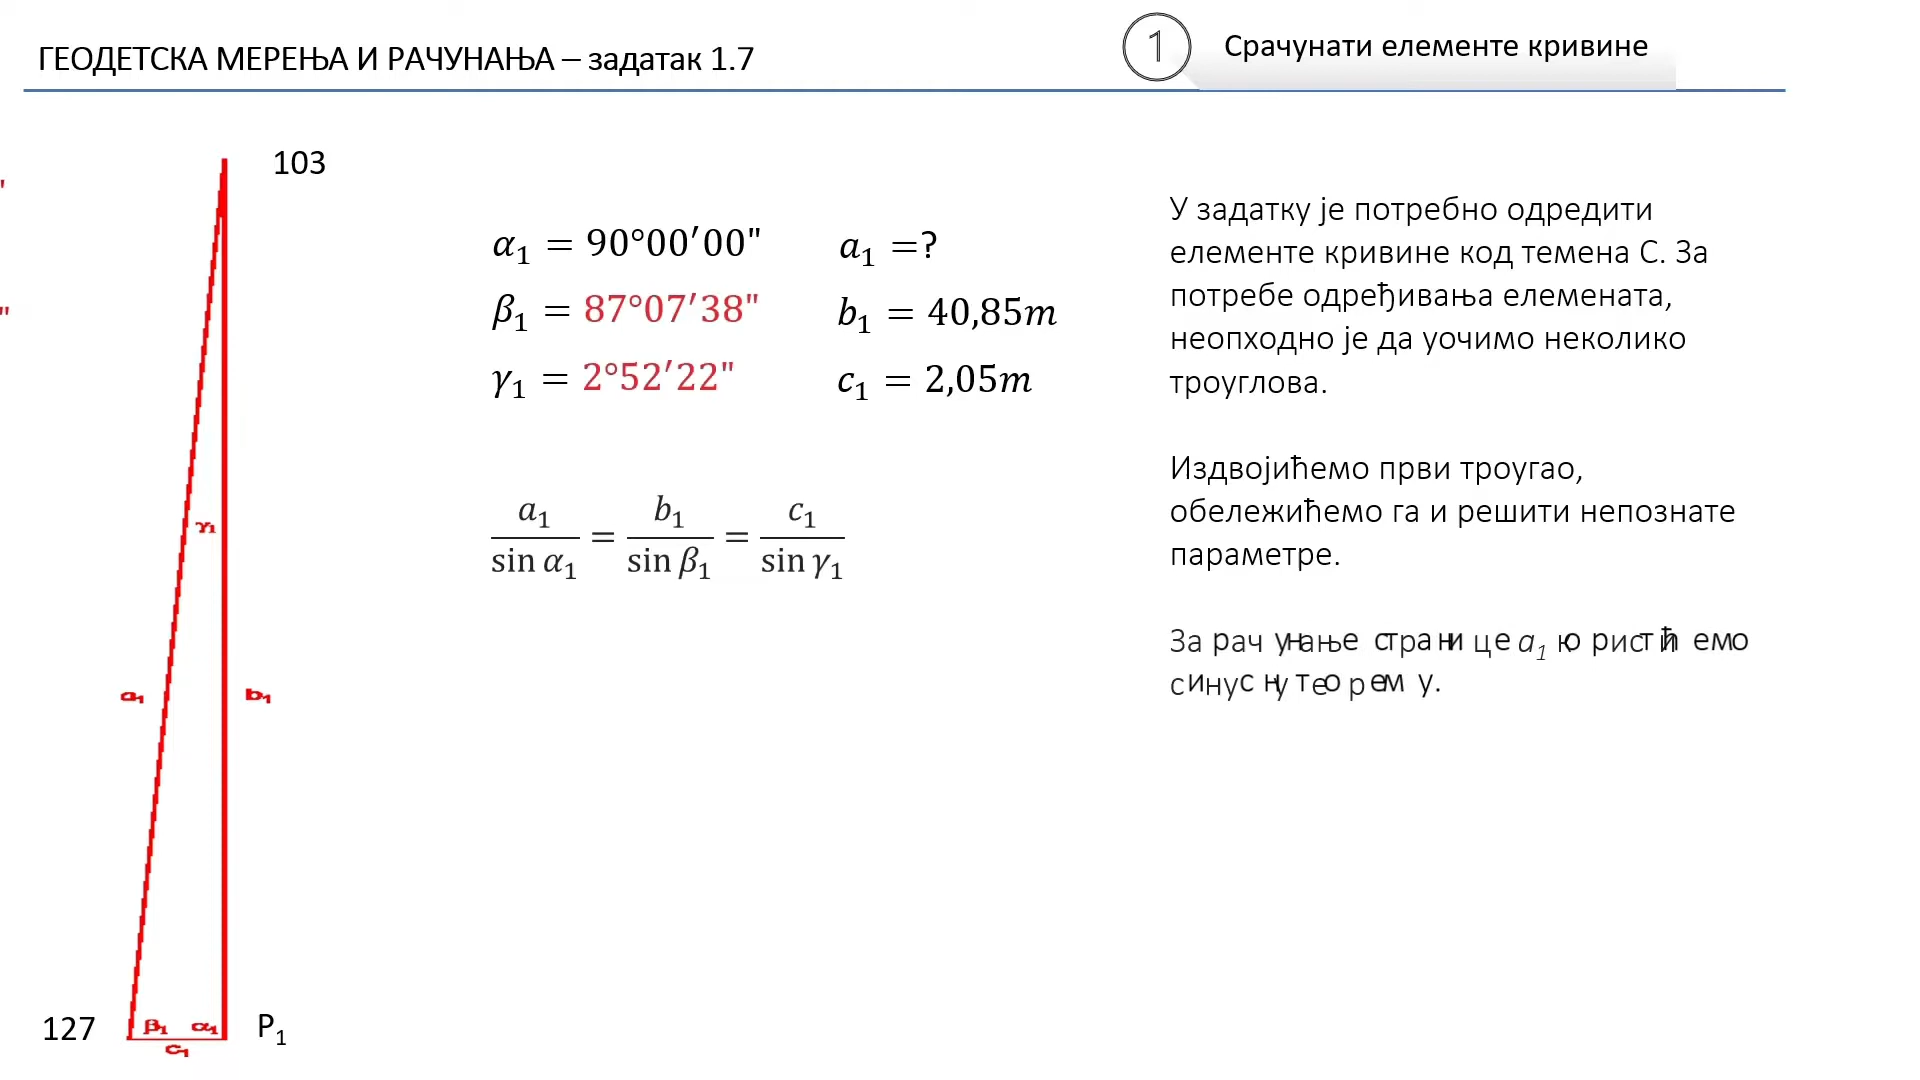 ГЕОДЕТСКА МЕРЕЊА И РАЧУНАЊА – задатак 1.7
1 Срачунати елементе кривине
103
γ₁
a₁
b₁
127
β₁ α₁
P₁
c₁
α₁ = 90°00′00" a₁ =?
β₁ = 87°07′38" b₁ = 40,85m
γ₁ = 2°52′22" c₁ = 2,05m
a₁/sin α₁ = b₁/sin β₁ = c₁/sin γ₁
У задатку је потребно одредити
елементе кривине код темена С. За
потребе одређивања елемената,
неопходно је да уочимо неколико
троуглова.
Издвојићемо први троугао,
обележићемо га и решити непознате
параметре.
За рачунање странице a₁ користићемо
синусну теорему.